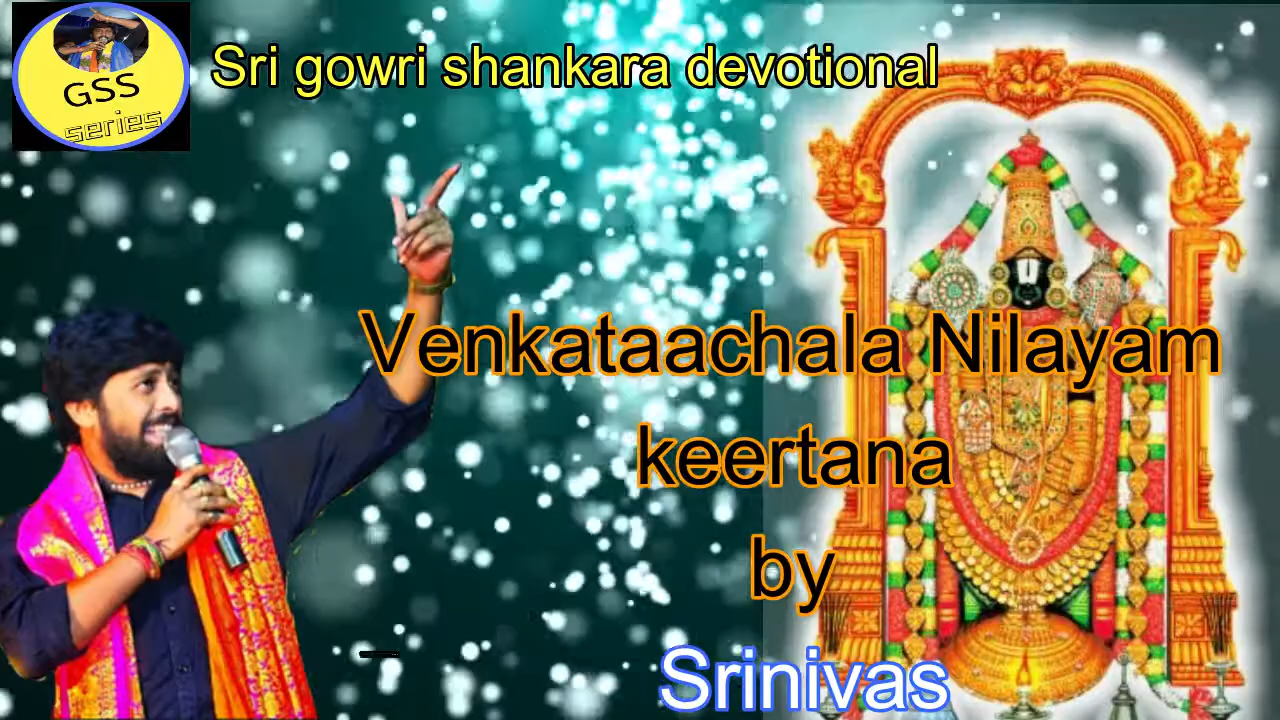 GSS
series
Sri gowri shankara devotional
Venkataachala Nilayam
keertana
by
Srinivas